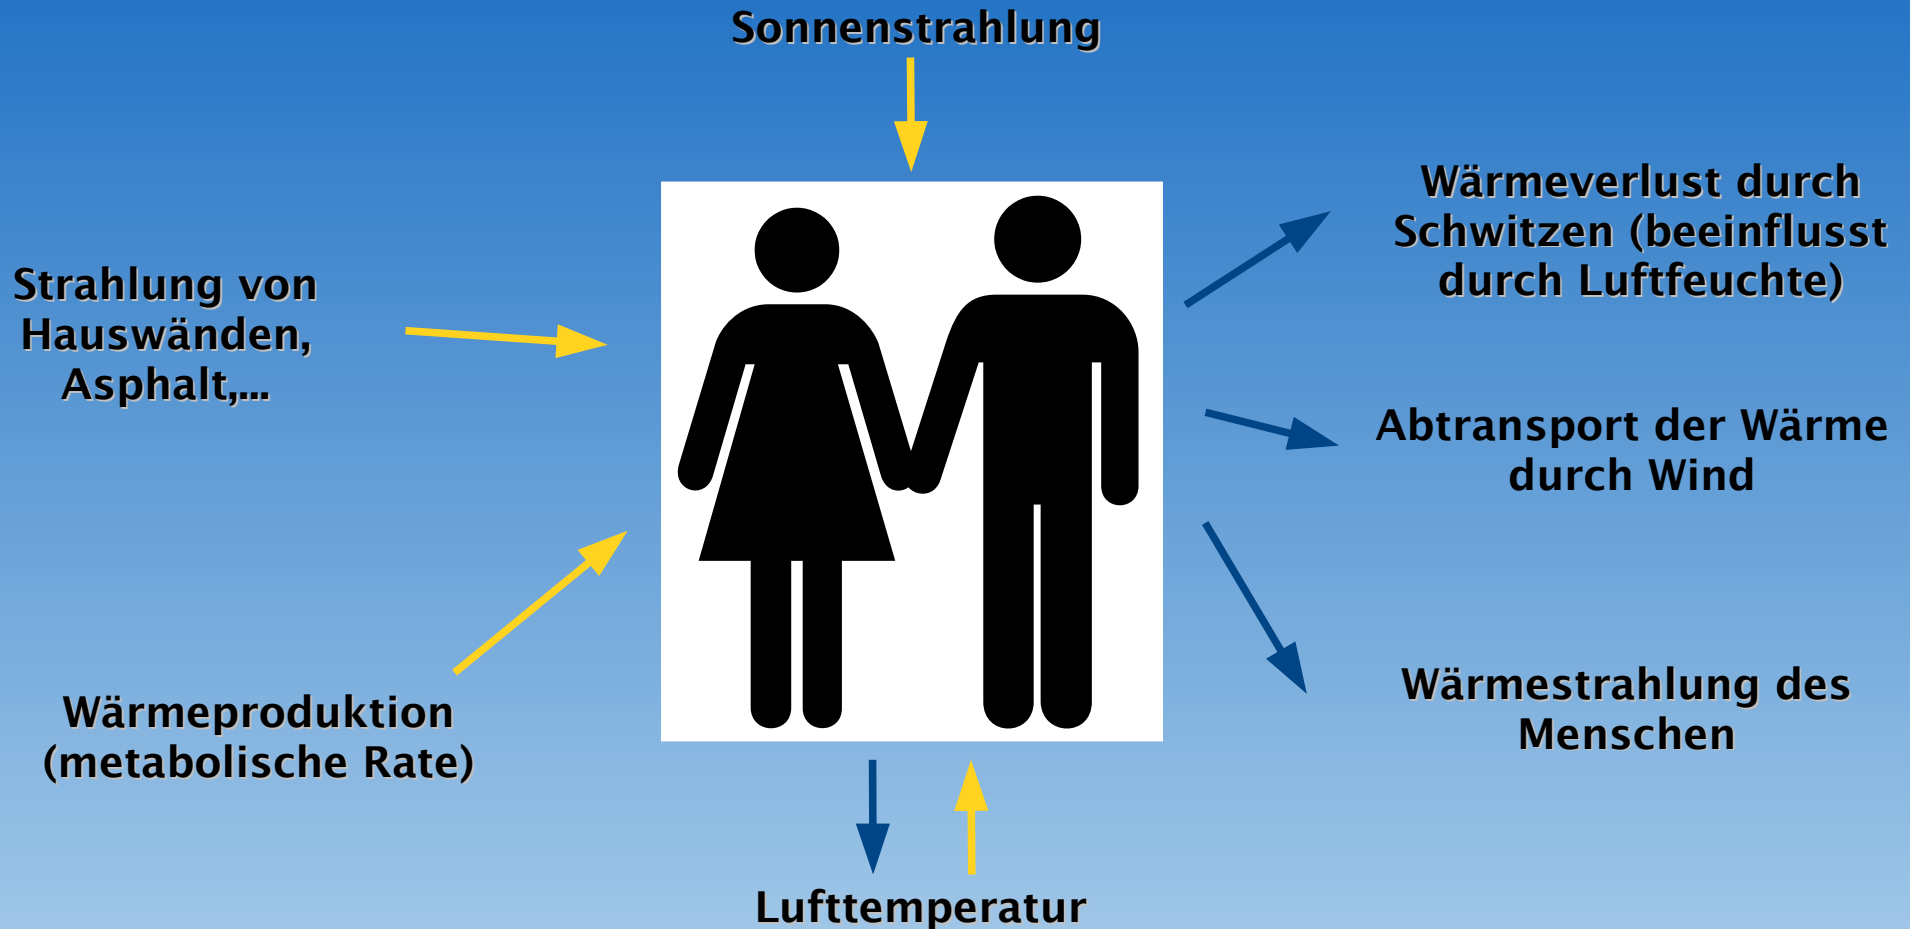 Sonnenstrahlung
Strahlung von
Hauswänden,
Asphalt,...
Wärmeproduktion
(metabolische Rate)
Wärmeverlust durch
Schwitzen (beeinflusst
durch Luftfeuchte)
Abtransport der Wärme
durch Wind
Wärmestrahlung des
Menschen
Lufttemperatur